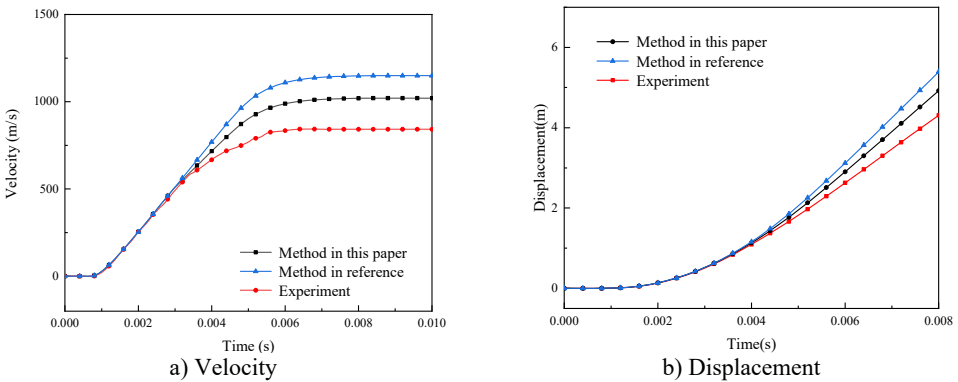 1500
1000
500
0
Velocity (m/s)
Method in this paper
Method in reference
Experiment
0.000 0.002 0.004 0.006 0.008 0.010
Time (s)
a) Velocity
6
4
2
0
Displacement(m)
Method in this paper
Method in reference
Experiment
0.000 0.002 0.004 0.006 0.008
Time(s)
b) Displacement